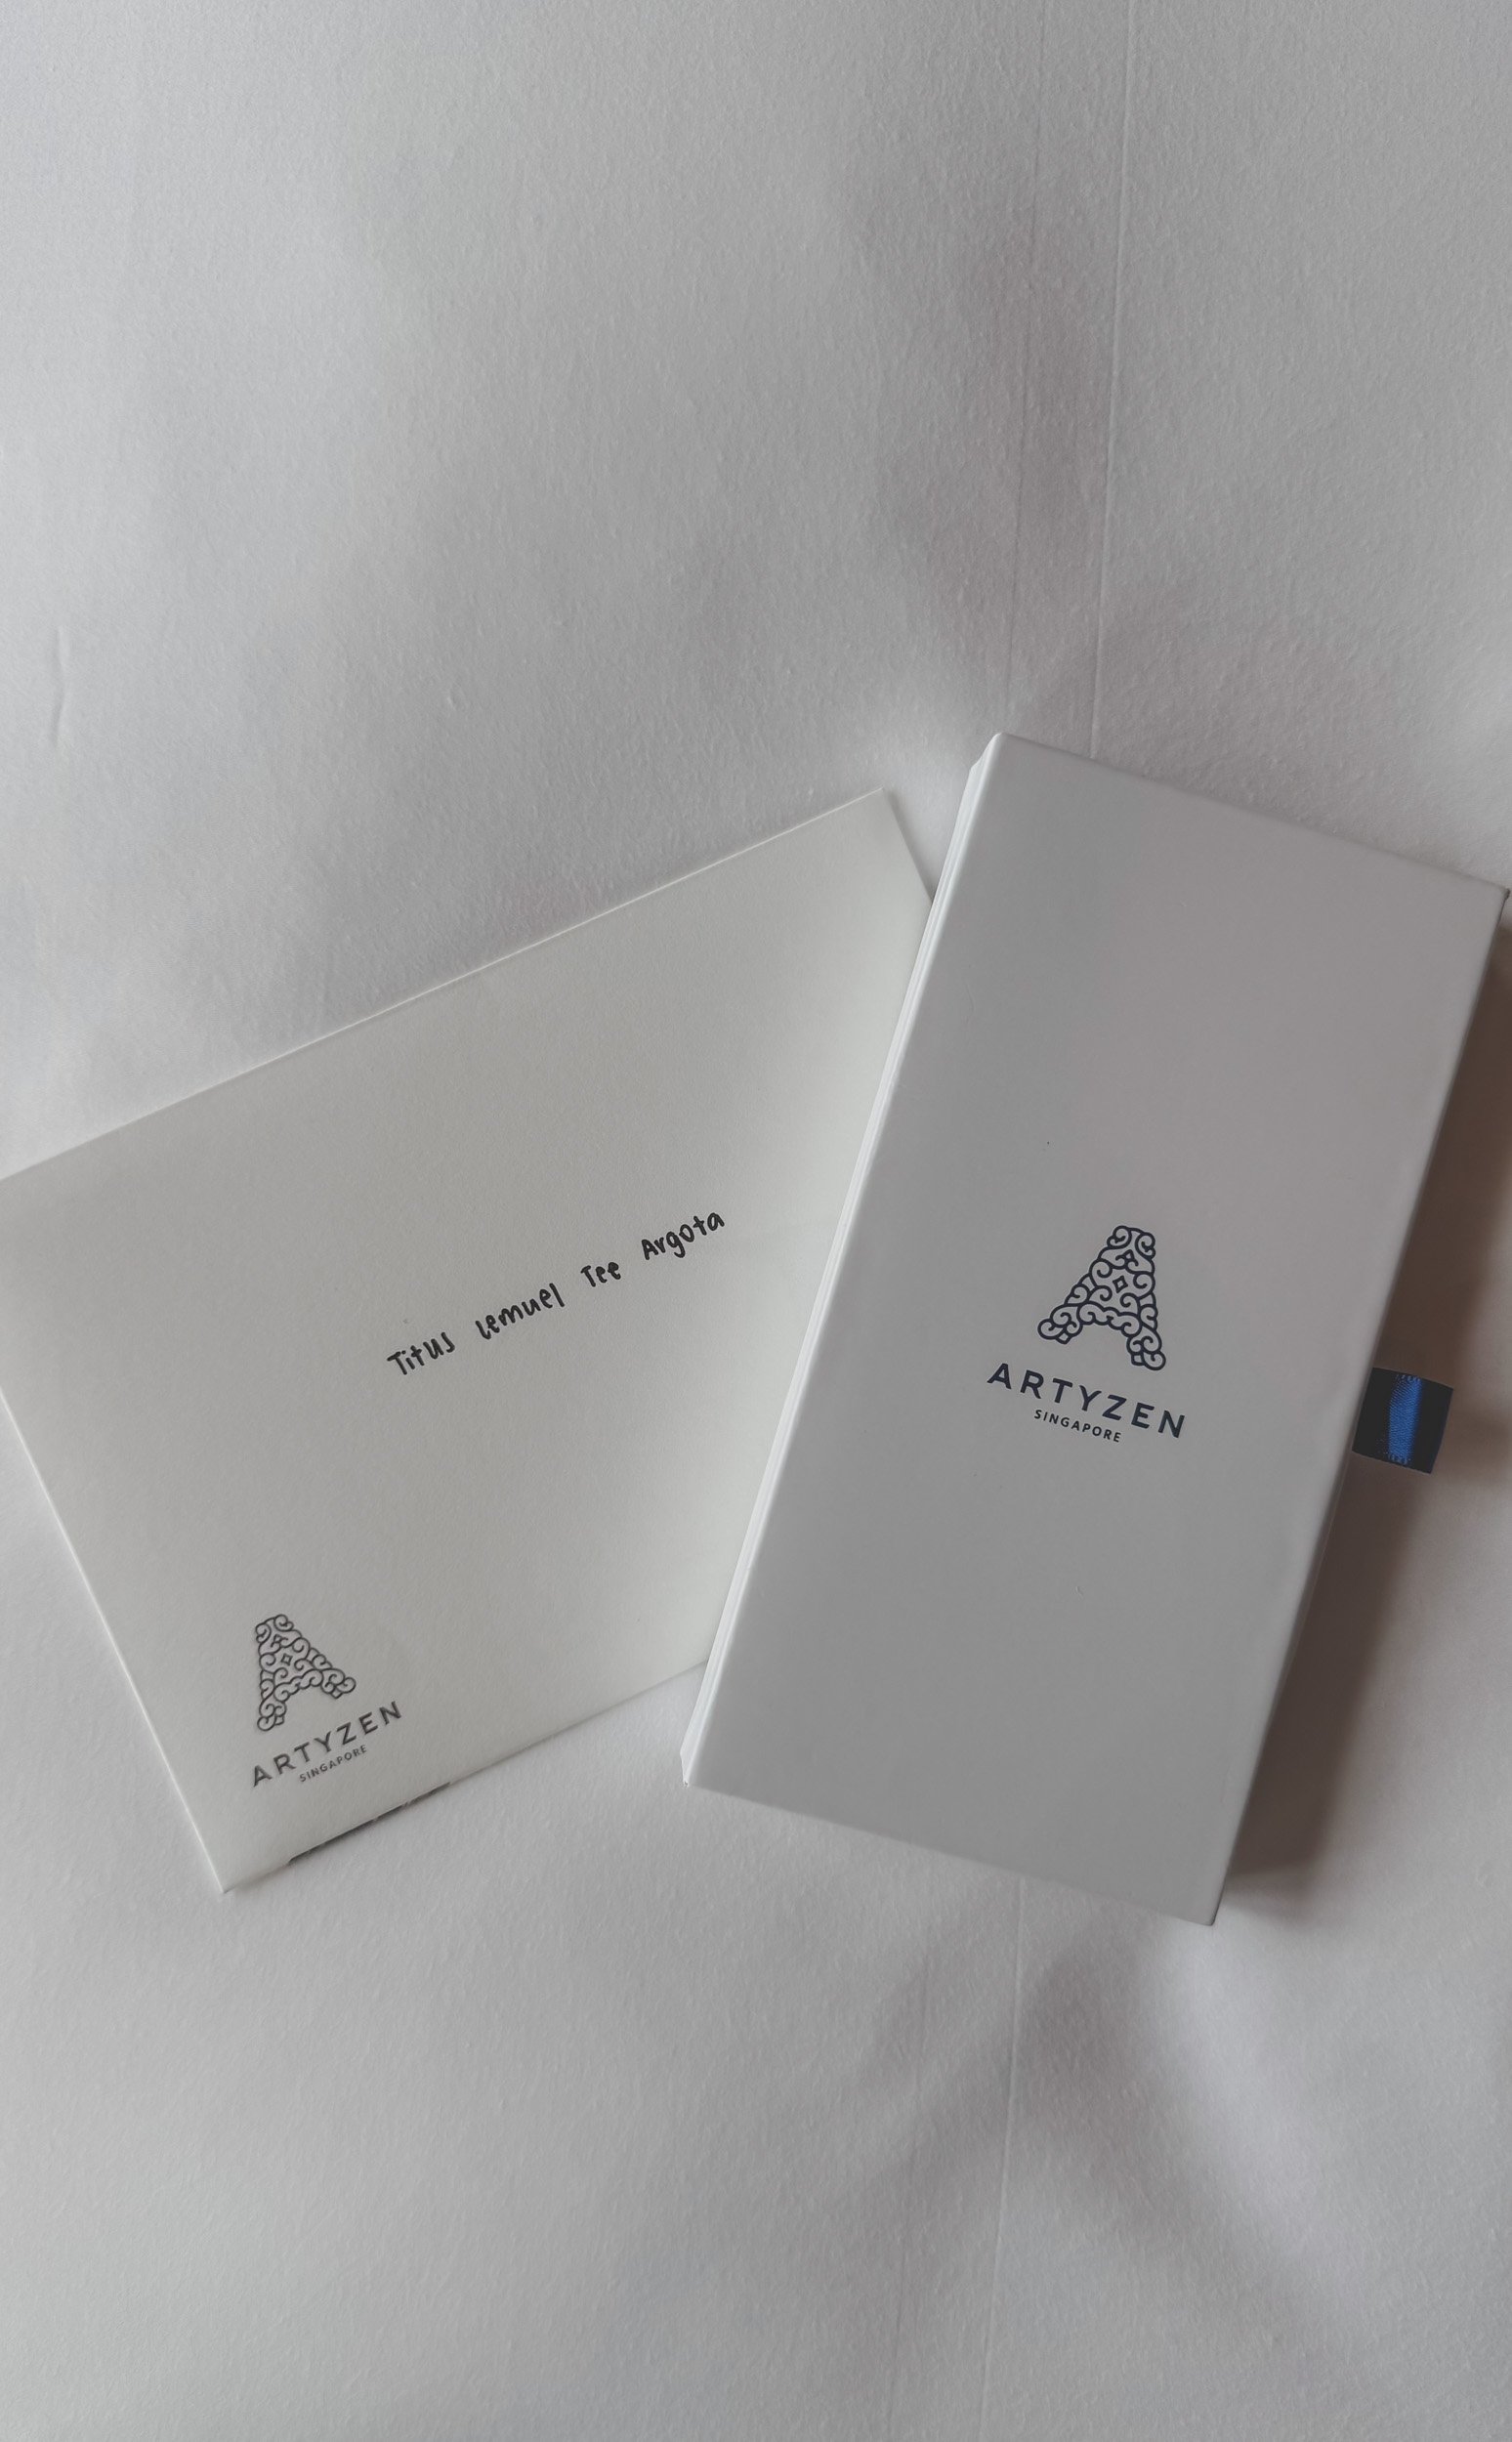 Titus Lemuel Tee Argota
ARTYZEN
SINGAPORE
ARTYZEN
SINGAPORE